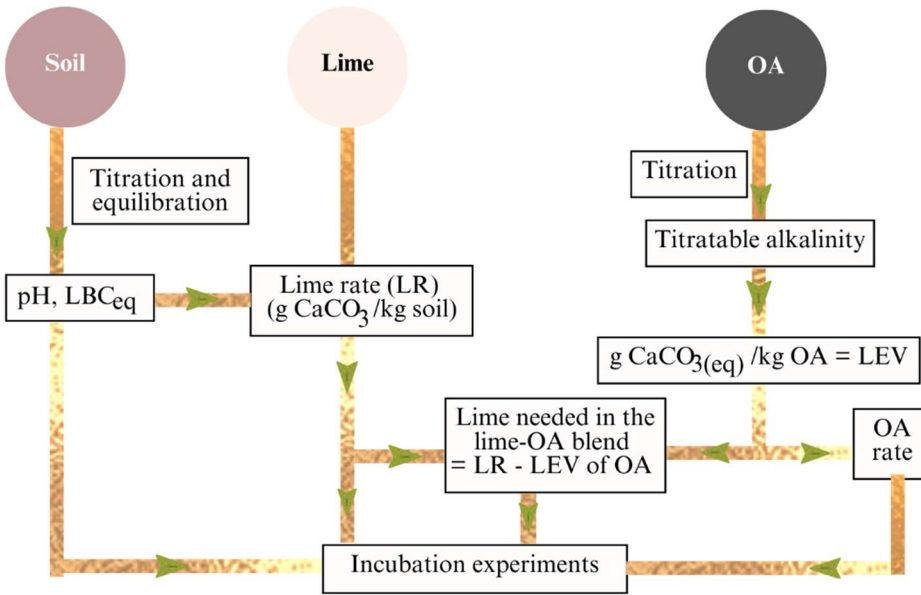 Soil
Lime
OA
Titration and
equilibration
Titration
Titratable alkalinity
pH, LBCeq
Lime rate (LR)
(g CaCO3/kg soil)
g CaCO3(eq) /kg OA = LEV
Lime needed in the
lime-OA blend
= LR - LEV of OA
OA
rate
Incubation experiments